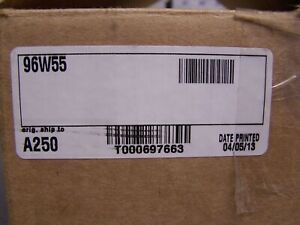 96W55
orig. ship to
A250
T000697663
DATE PRINTED
04/05/13